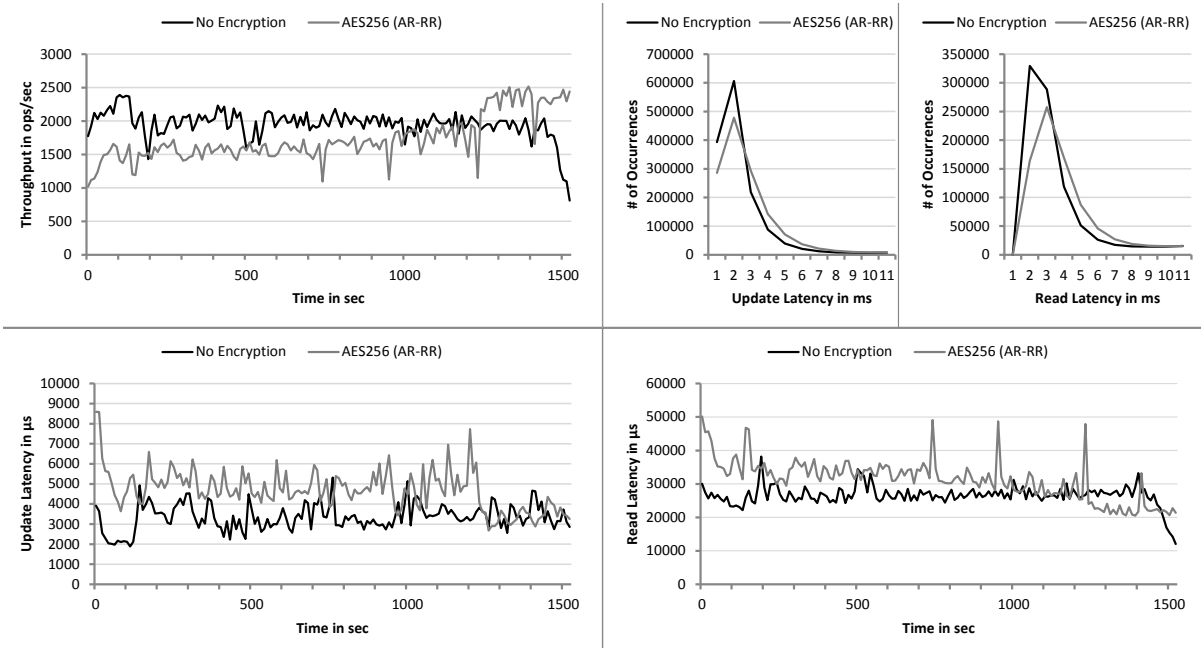 No Encryption AES256 (AR-RR)
3000
2500
2000
1500
1000
500
0
0 500 1000 1500
Throughput in ops/sec
Time in sec
No Encryption AES256 (AR-RR)
700000
600000
500000
400000
300000
200000
100000
0
1 2 3 4 5 6 7 8 9 10 11
# of Occurrences
Update Latency in ms
No Encryption AES256 (AR-RR)
350000
300000
250000
200000
150000
100000
50000
0
1 2 3 4 5 6 7 8 9 10 11
# of Occurrences
Read Latency in ms
No Encryption AES256 (AR-RR)
10000
9000
8000
7000
6000
5000
4000
3000
2000
1000
0
0 500 1000 1500
Update Latency in µs
Time in sec
No Encryption AES256 (AR-RR)
60000
50000
40000
30000
20000
10000
0
0 500 1000 1500
Read Latency in µs
Time in sec